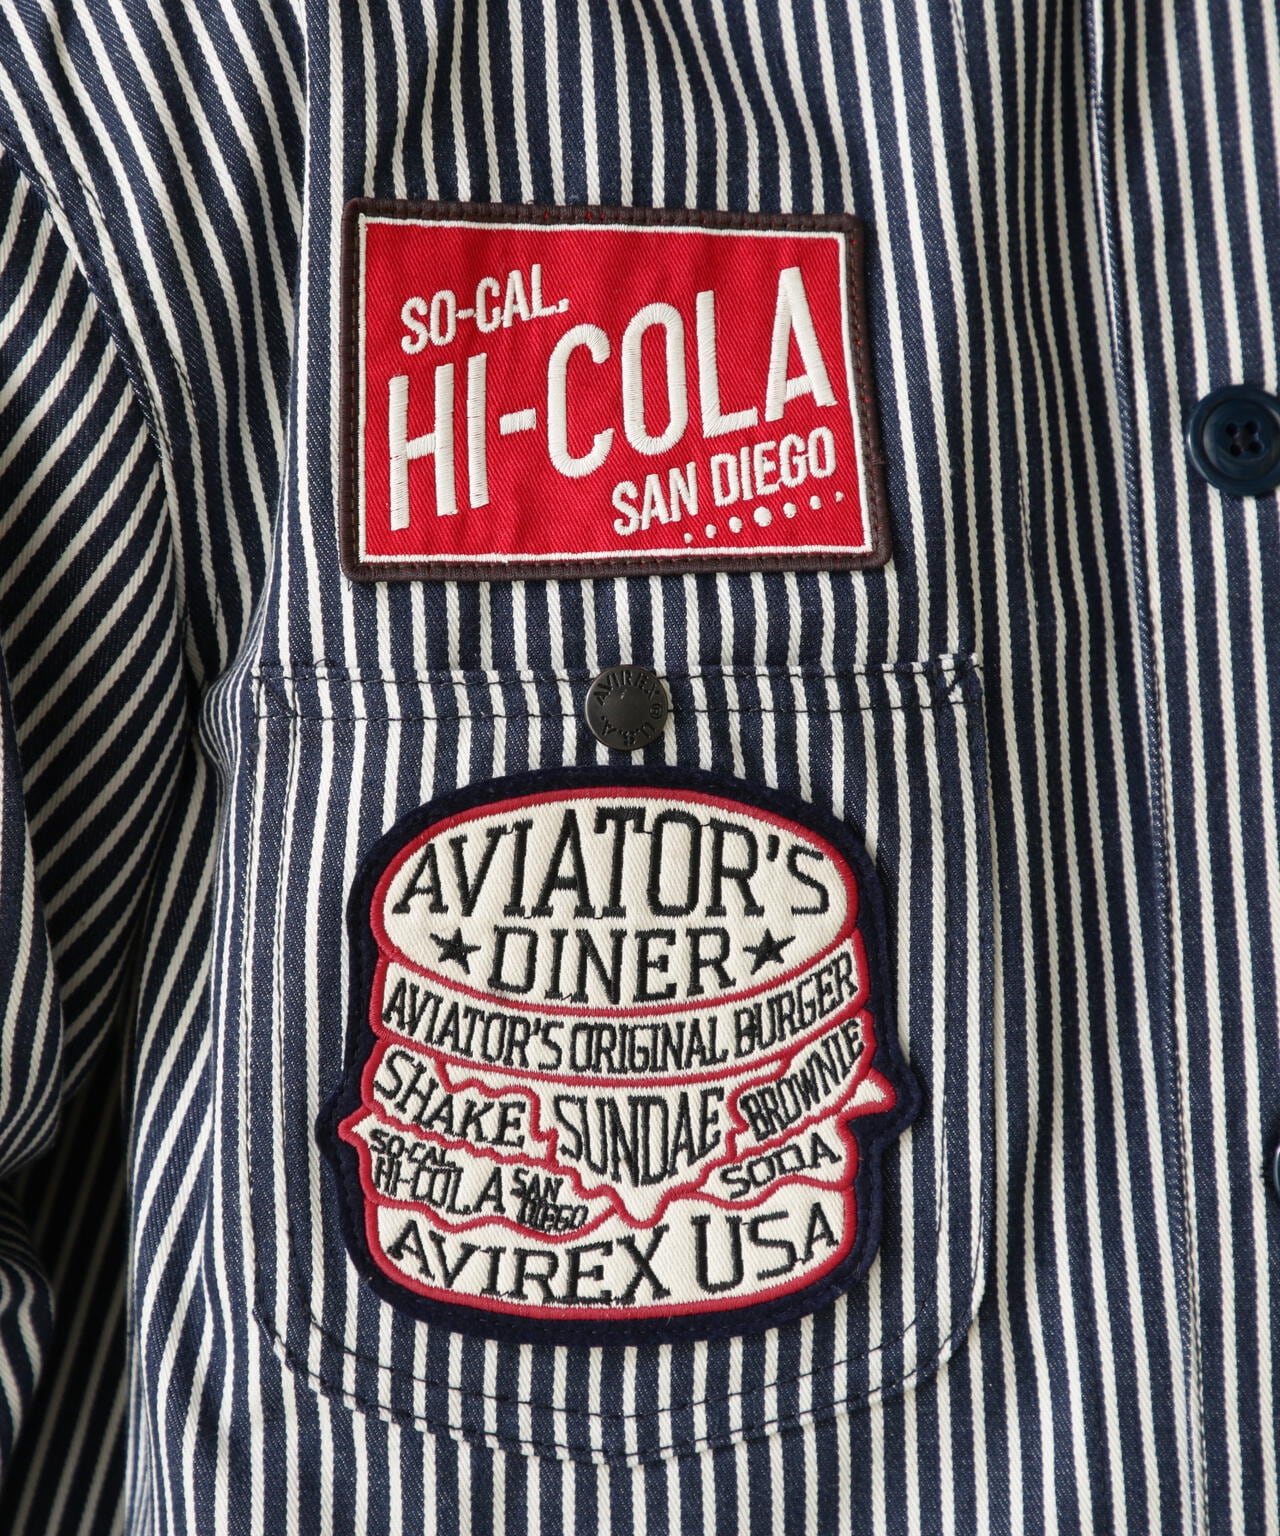 SO-CAL.
HI-COLA
SAN DIEGO
AVIREX ® U.S.A.
AVIATOR'S
★DINER★
AVIATOR'S ORIGINAL BURGER
SHAKE SUNDAE BROWNIE
SO-CAL.
HI-COLA SAN DIEGO SODA
AVIREX USA